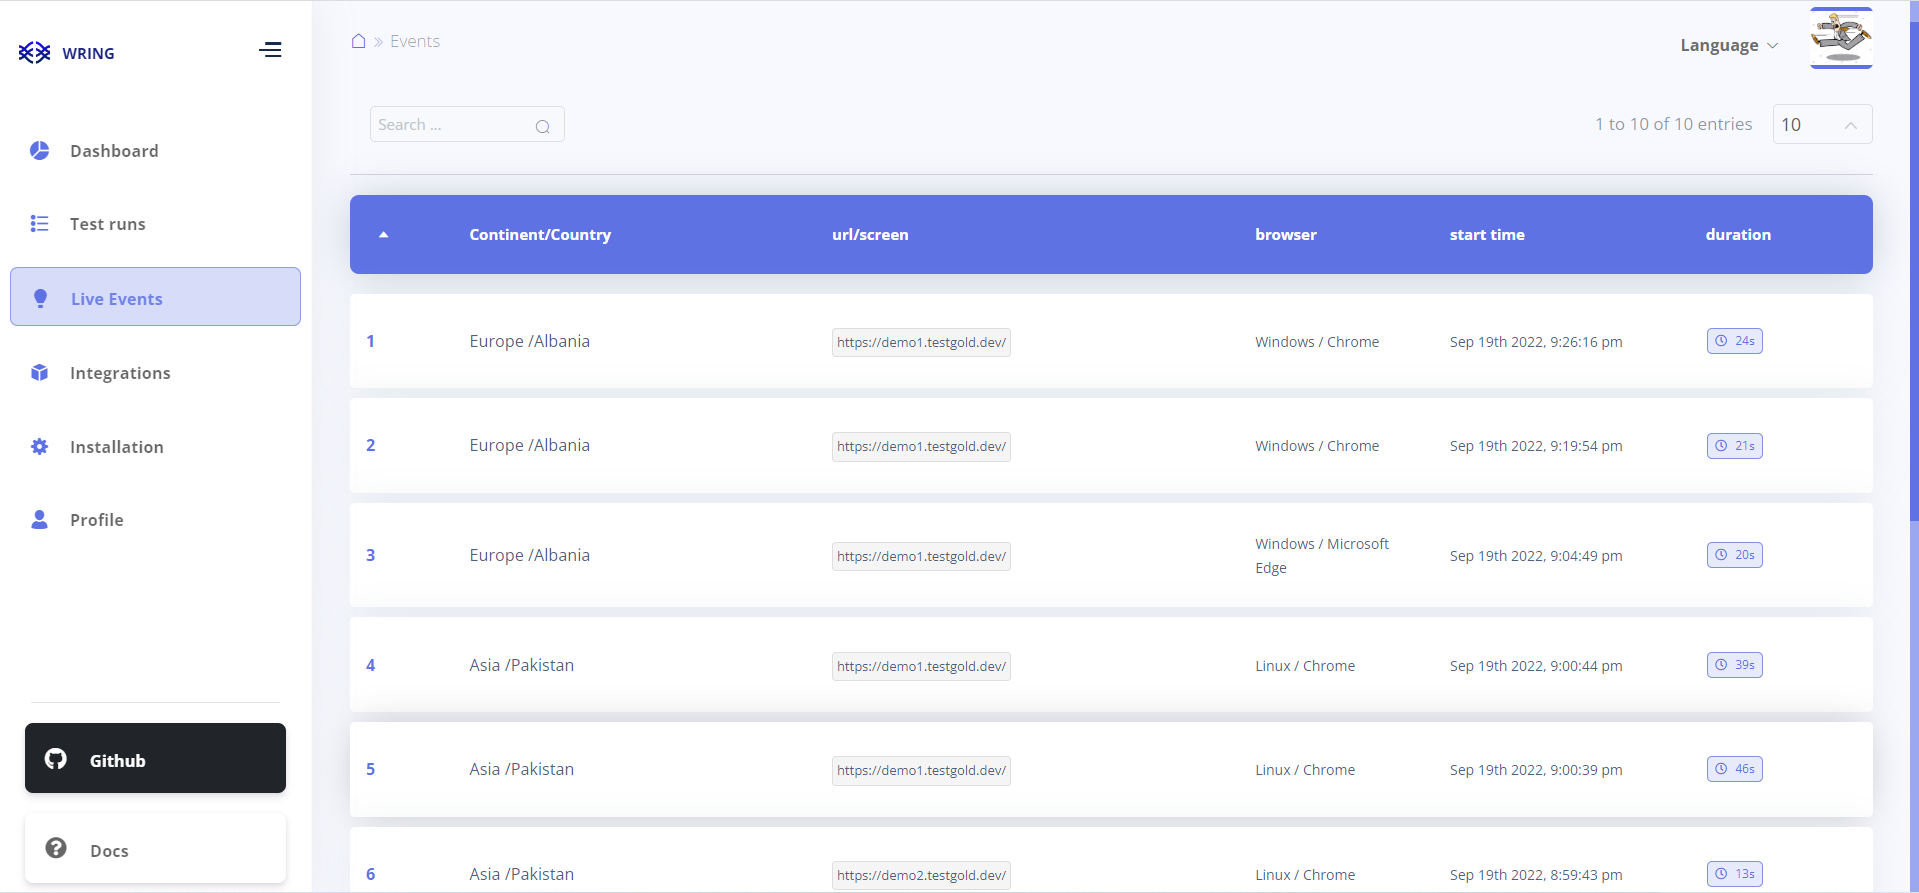 WRING
Dashboard
Test runs
Live Events
Integrations
Installation
Profile
Github
Docs
» Events
Language
Search ...
1 to 10 of 10 entries
10
Continent/Country url/screen browser start time duration
1 Europe /Albania https://demo1.testgold.dev/ Windows / Chrome Sep 19th 2022, 9:26:16 pm 24s
2 Europe /Albania https://demo1.testgold.dev/ Windows / Chrome Sep 19th 2022, 9:19:54 pm 21s
3 Europe /Albania https://demo1.testgold.dev/ Windows / Microsoft Edge Sep 19th 2022, 9:04:49 pm 20s
4 Asia /Pakistan https://demo1.testgold.dev/ Linux / Chrome Sep 19th 2022, 9:00:44 pm 39s
5 Asia /Pakistan https://demo1.testgold.dev/ Linux / Chrome Sep 19th 2022, 9:00:39 pm 46s
6 Asia /Pakistan https://demo2.testgold.dev/ Linux / Chrome Sep 19th 2022, 8:59:43 pm 13s